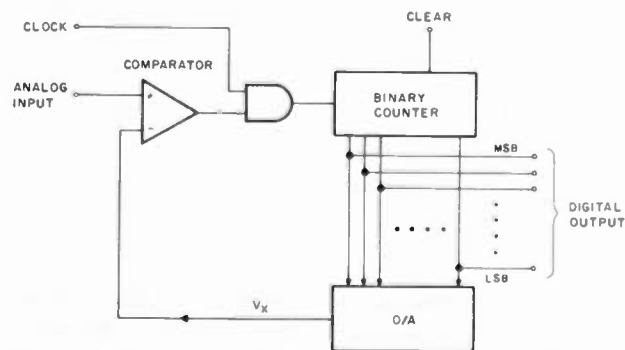 CLOCK
CLEAR
COMPARATOR
ANALOG
INPUT
+
−
BINARY
COUNTER
MSB
DIGITAL
OUTPUT
LSB
VX
O/A